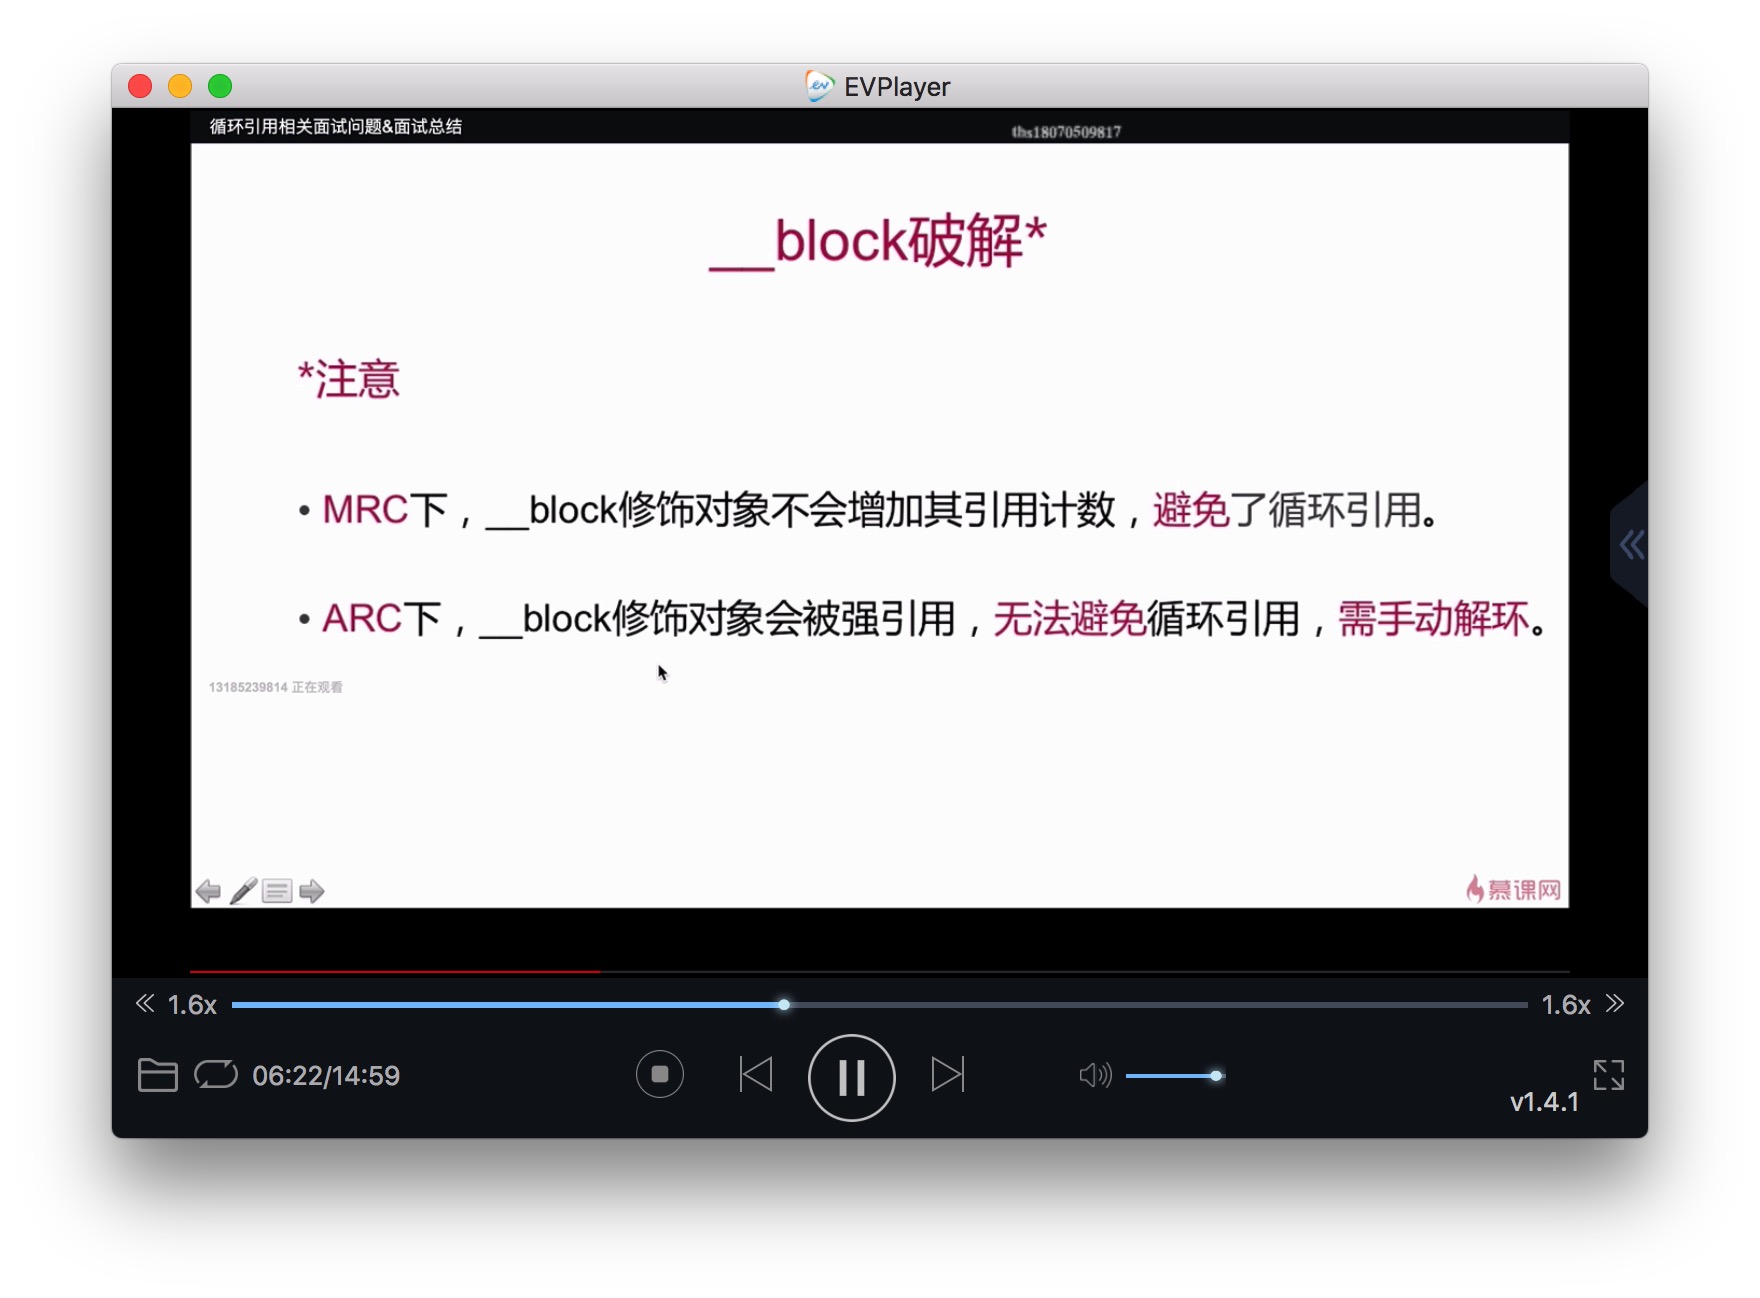 EVPlayer
循环引用相关面试问题&面试总结
ths18070509817
__block破解*
*注意
• MRC下，__block修饰对象不会增加其引用计数，避免了循环引用。
• ARC下，__block修饰对象会被强引用，无法避免循环引用，需手动解环。
13185239814 正在观看
慕课网
1.6x
1.6x
06:22/14:59
v1.4.1